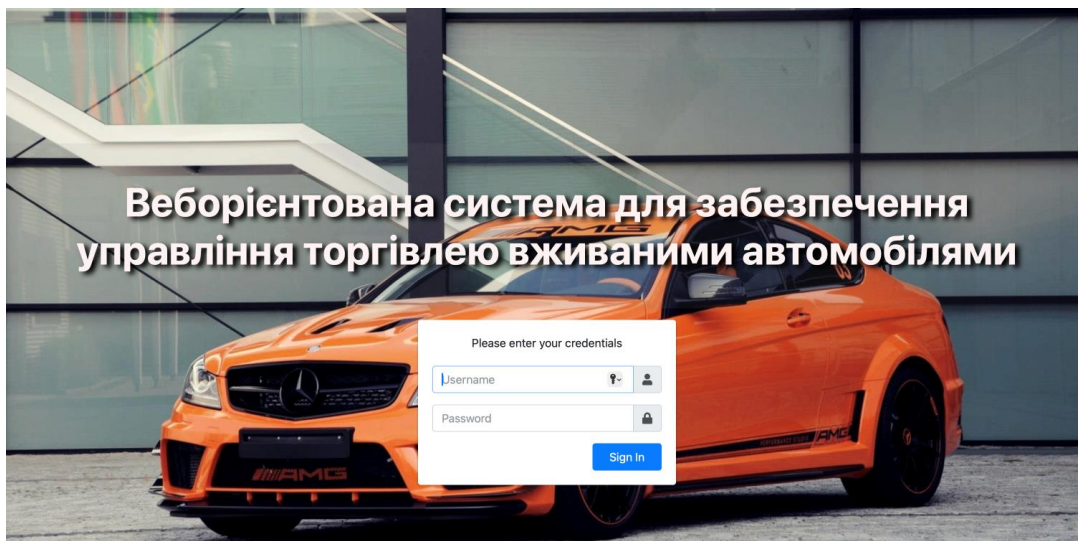 Веборієнтована система для забезпечення
управління торгівлею вживаними автомобілями
AMG
Please enter your credentials
Username
Password
Sign In
AMG
AMG